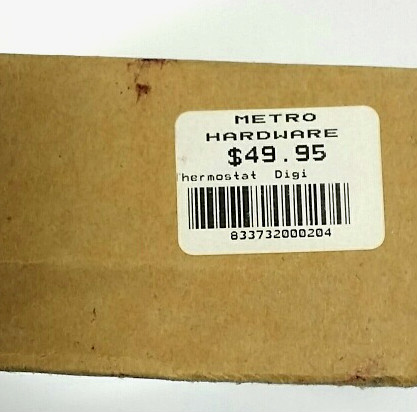 METRO
HARDWARE
$49.95
Thermostat Digi
833732000204